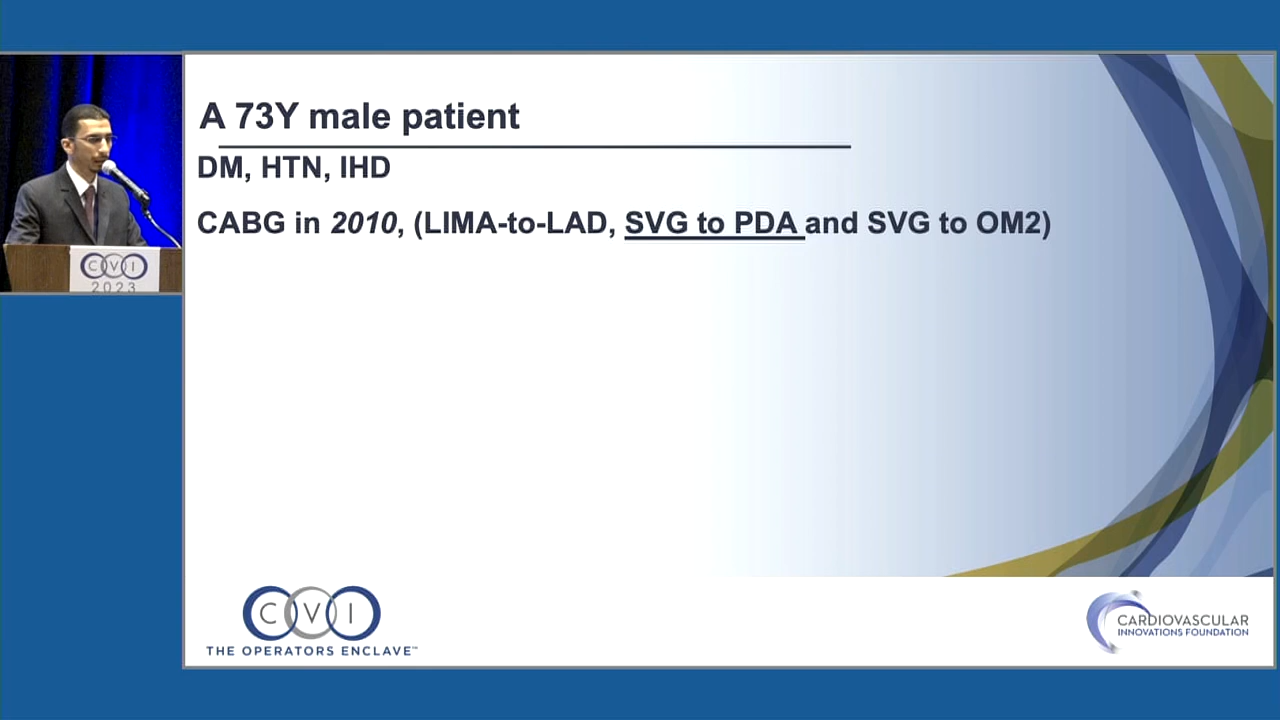 A 73Y male patient
DM, HTN, IHD
CABG in 2010, (LIMA-to-LAD, SVG to PDA and SVG to OM2)
CVI
2023
CVI
THE OPERATORS ENCLAVE™
CARDIOVASCULAR
INNOVATIONS FOUNDATION